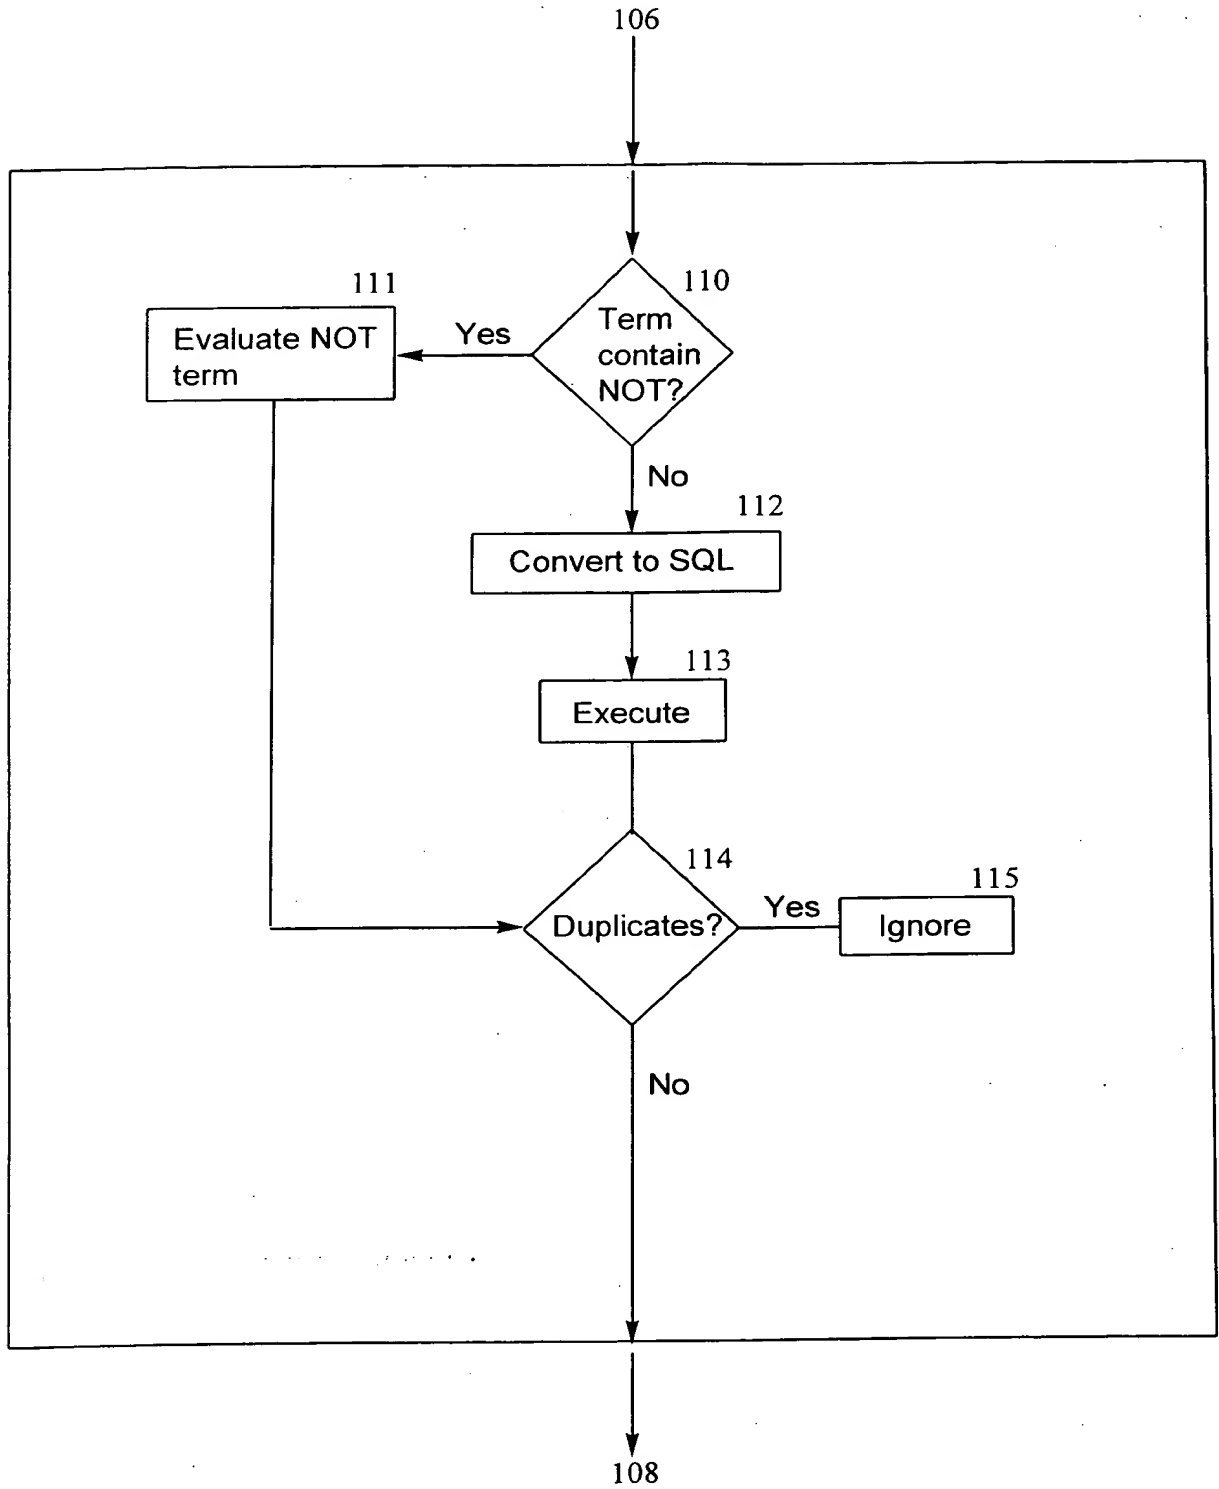 106
110
111
Term
contain
NOT?
Yes
Evaluate NOT
term
No
112
Convert to SQL
113
Execute
114
Duplicates?
Yes
115
Ignore
No
108